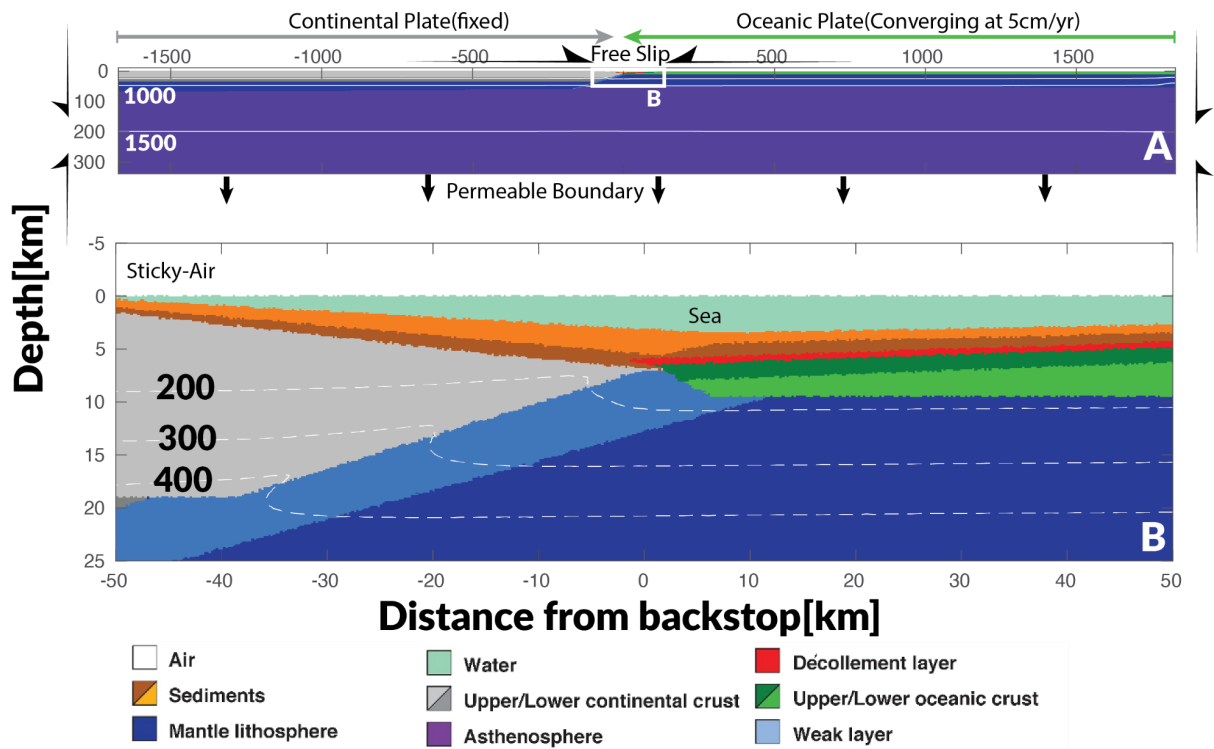 Continental Plate(fixed)
Oceanic Plate(Converging at 5cm/yr)
-1500 -500 Free Slip 500 1000 1500
0
100
200
300
1000
1500
B
A
Permeable Boundary
Depth[km]
-5
0
5
10
15
20
25
Sticky-Air
Sea
200
300
400
B
-50 -40 -30 -20 -10 0 10 20 30 40 50
Distance from backstop[km]
Air
Water
Décollement layer
Sediments
Upper/Lower continental crust
Upper/Lower oceanic crust
Mantle lithosphere
Asthenosphere
Weak layer